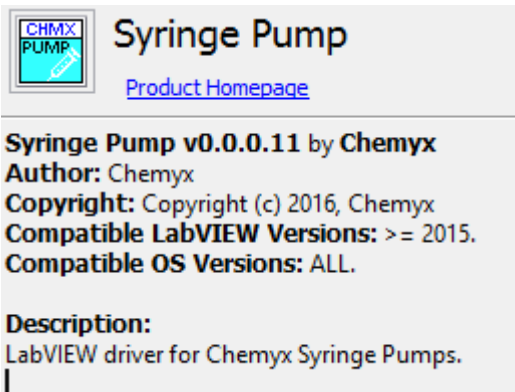 CHMX
PUMP
Syringe Pump
Product Homepage
Syringe Pump v0.0.0.11 by Chemyx
Author: Chemyx
Copyright: Copyright (c) 2016, Chemyx
Compatible LabVIEW Versions: >= 2015.
Compatible OS Versions: ALL.
Description:
LabVIEW driver for Chemyx Syringe Pumps.